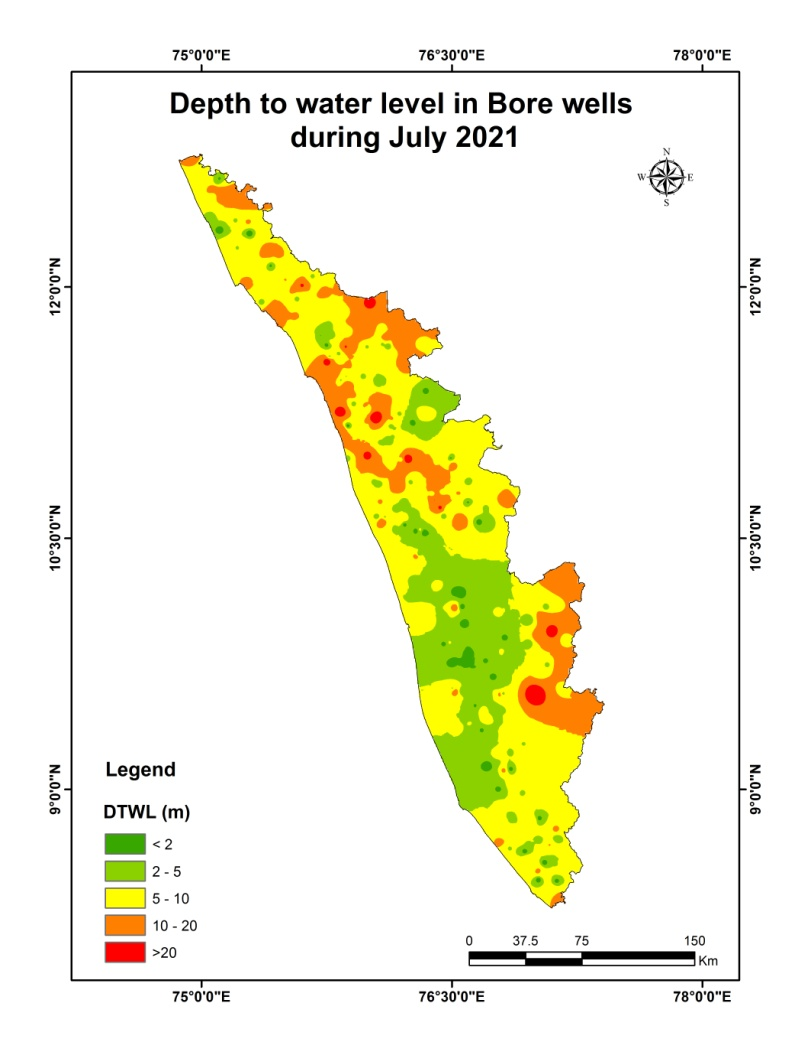 75°0'0"E 76°30'0"E 78°0'0"E
Depth to water level in Bore wells
during July 2021
N
W E
S
12°0'0"N 12°0'0"N
10°30'0"N 10°30'0"N
9°0'0"N 9°0'0"N
Legend
DTWL (m)
< 2
2 - 5
5 - 10
10 - 20
>20
0 37.5 75 150
Km
75°0'0"E 76°30'0"E 78°0'0"E